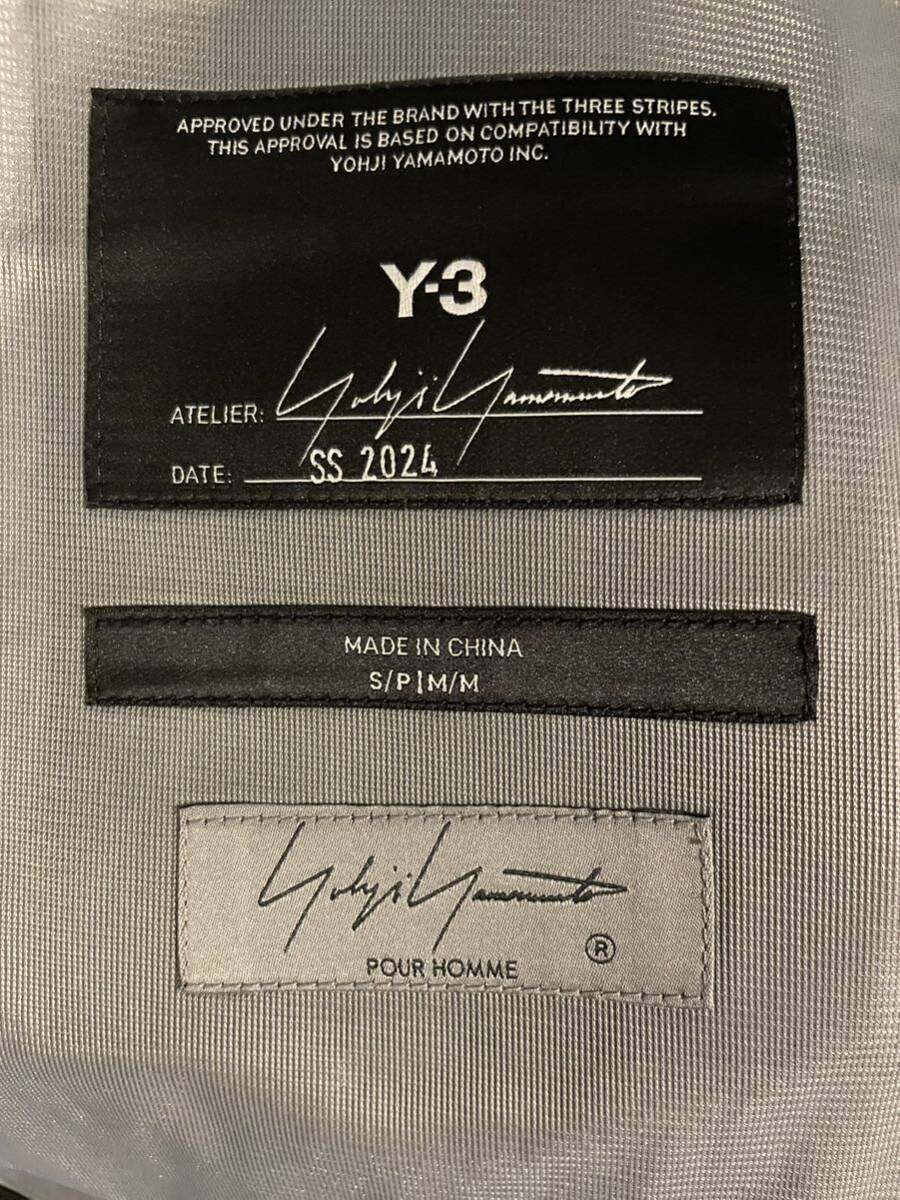 APPROVED UNDER THE BRAND WITH THE THREE STRIPES.
THIS APPROVAL IS BASED ON COMPATIBILITY WITH
YOHJI YAMAMOTO INC.
Y-3
ATELIER: Yohji Yamamoto
DATE: SS 2024
MADE IN CHINA
S/P|M/M
Yohji Yamamoto
®
POUR HOMME